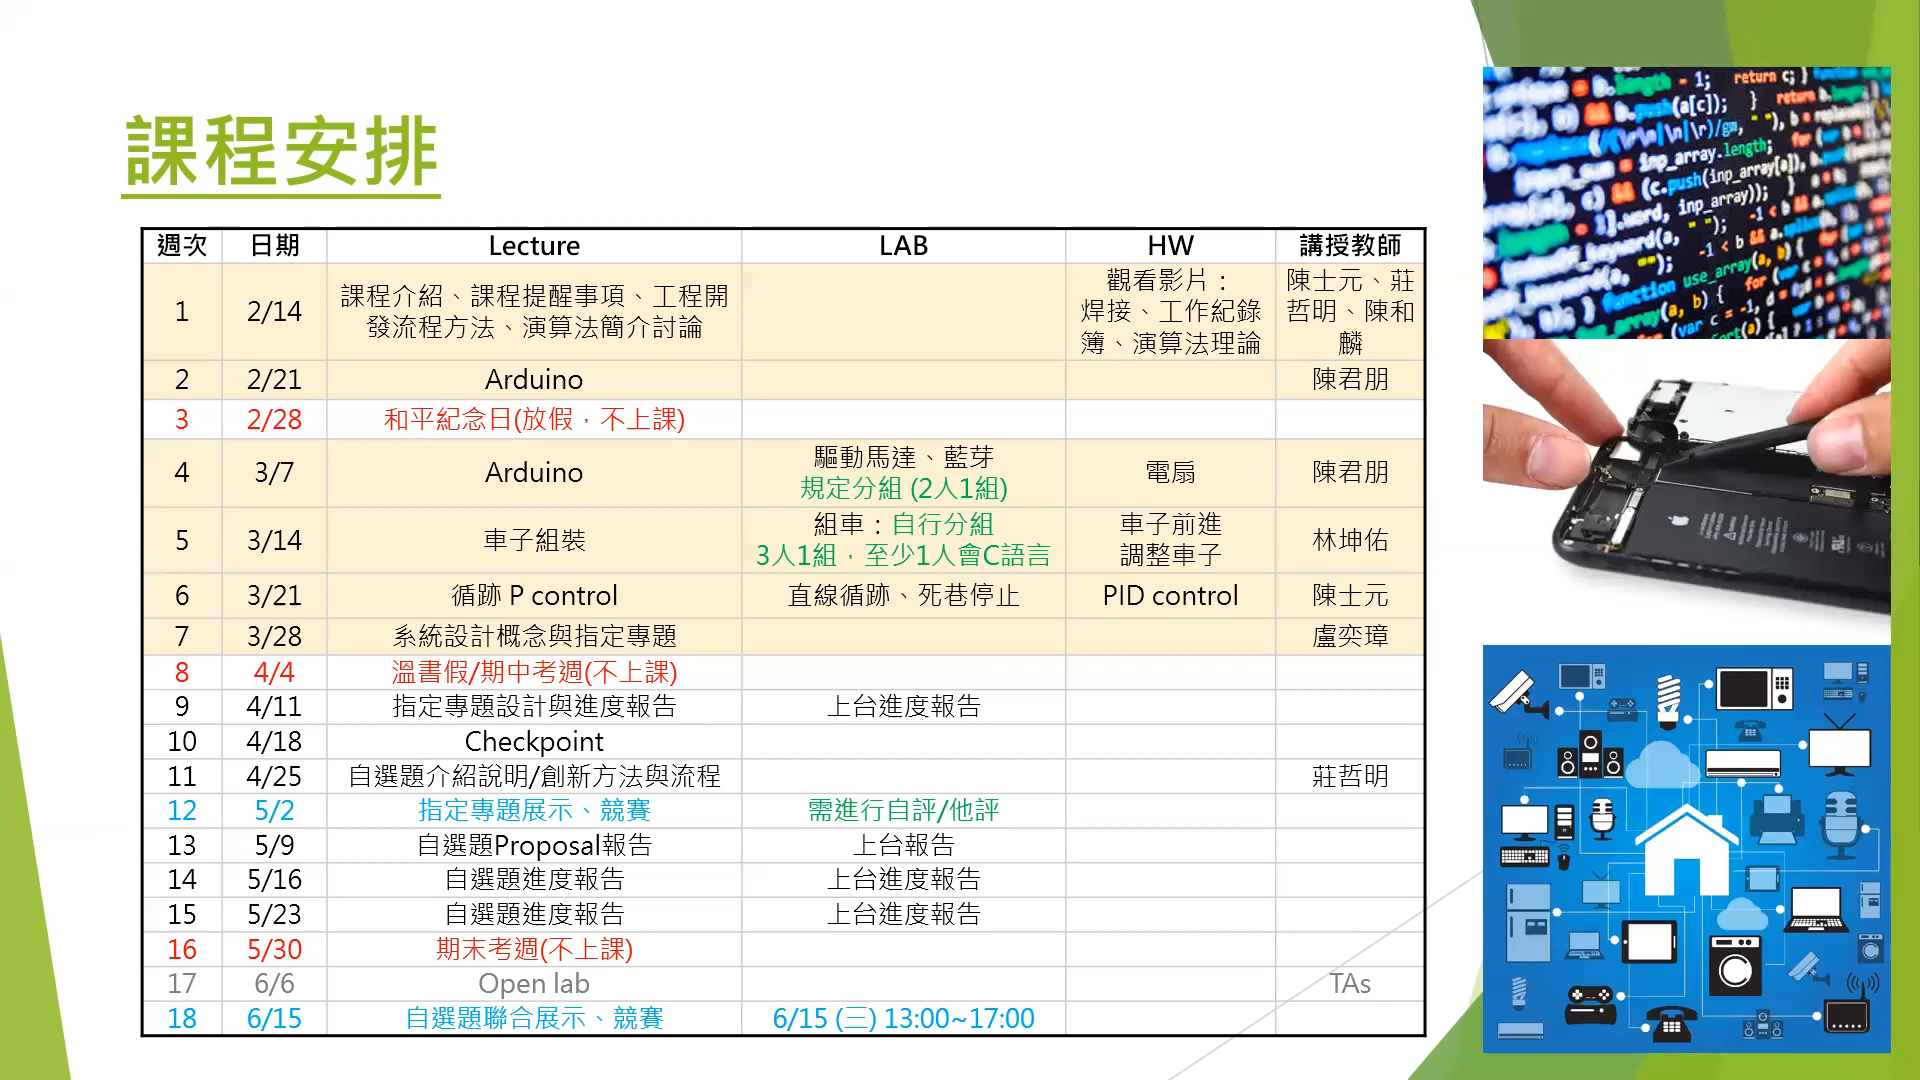 課程安排
週次 日期 Lecture LAB HW 講授教師
1 2/14 課程介紹、課程提醒事項、工程開發流程方法、演算法簡介討論 觀看影片：焊接、工作紀錄簿、演算法理論 陳士元、莊哲明、陳和麟
2 2/21 Arduino 陳君朋
3 2/28 和平紀念日(放假，不上課)
4 3/7 Arduino 驅動馬達、藍芽 規定分組 (2人1組) 電扇 陳君朋
5 3/14 車子組裝 組車：自行分組 3人1組，至少1人會C語言 車子前進 調整車子 林坤佑
6 3/21 循跡 P control 直線循跡、死巷停止 PID control 陳士元
7 3/28 系統設計概念與指定專題 盧奕璋
8 4/4 溫書假/期中考週(不上課)
9 4/11 指定專題設計與進度報告 上台進度報告
10 4/18 Checkpoint
11 4/25 自選題介紹說明/創新方法與流程 莊哲明
12 5/2 指定專題展示、競賽 需進行自評/他評
13 5/9 自選題Proposal報告 上台報告
14 5/16 自選題進度報告 上台進度報告
15 5/23 自選題進度報告 上台進度報告
16 5/30 期末考週(不上課)
17 6/6 Open lab TAs
18 6/15 自選題聯合展示、競賽 6/15 (三) 13:00~17:00